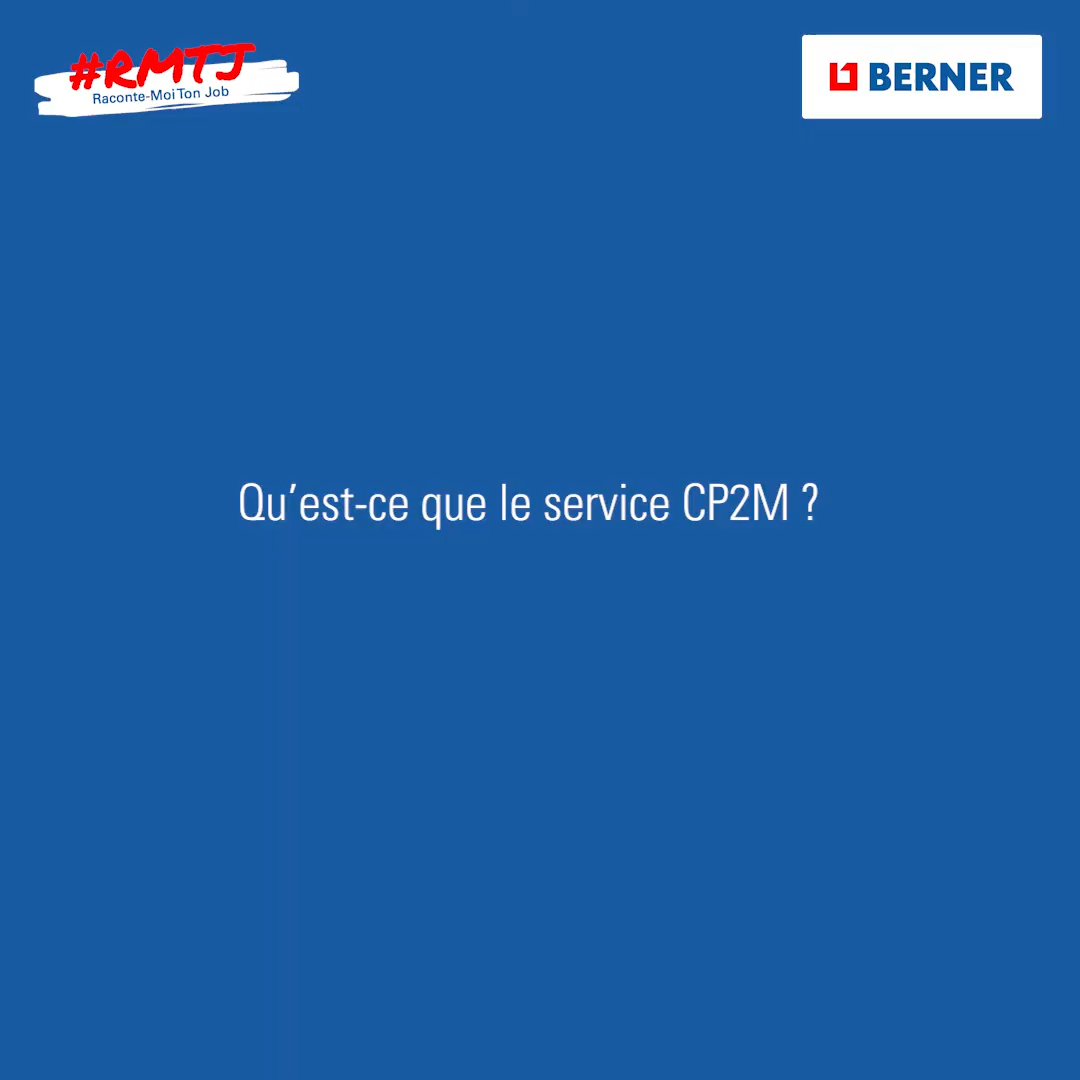 #RMTJ
Raconte-Moi Ton Job
BERNER
Qu’est-ce que le service CP2M ?